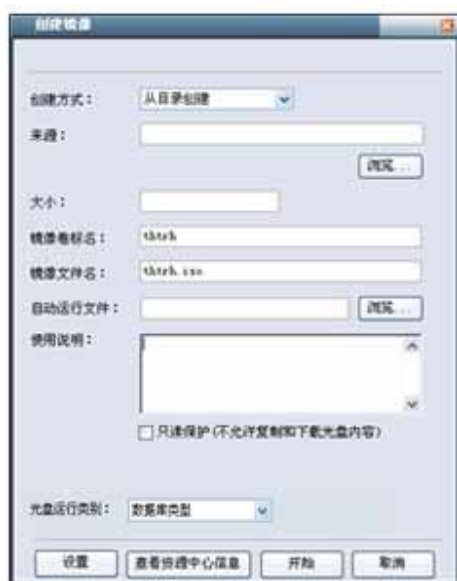 创建镜像
创建方式： 从目录创建
来源：
浏览...
大小：
镜像卷标名： thtrh
镜像文件名： thtrh.iso
自动运行文件： 浏览...
使用说明：
只读保护(不允许复制和下载光盘内容)
光盘运行类别： 数据库类型
设置 查看资源中心信息 开始 取消